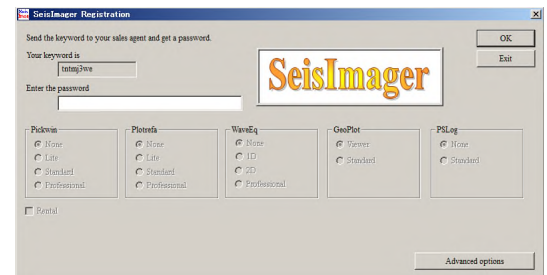 SeisImager Registration
Send the keyword to your sales agent and get a password.
OK
Your keyword is
tntmj3we
Exit
SeisImager
Enter the password
Pickwin
None
Lite
Standard
Professional
Plotrefa
None
Lite
Standard
Professional
WaveEq
None
1D
2D
Professional
GeoPlot
Viewer
Standard
PSLog
None
Standard
Rental
Advanced options